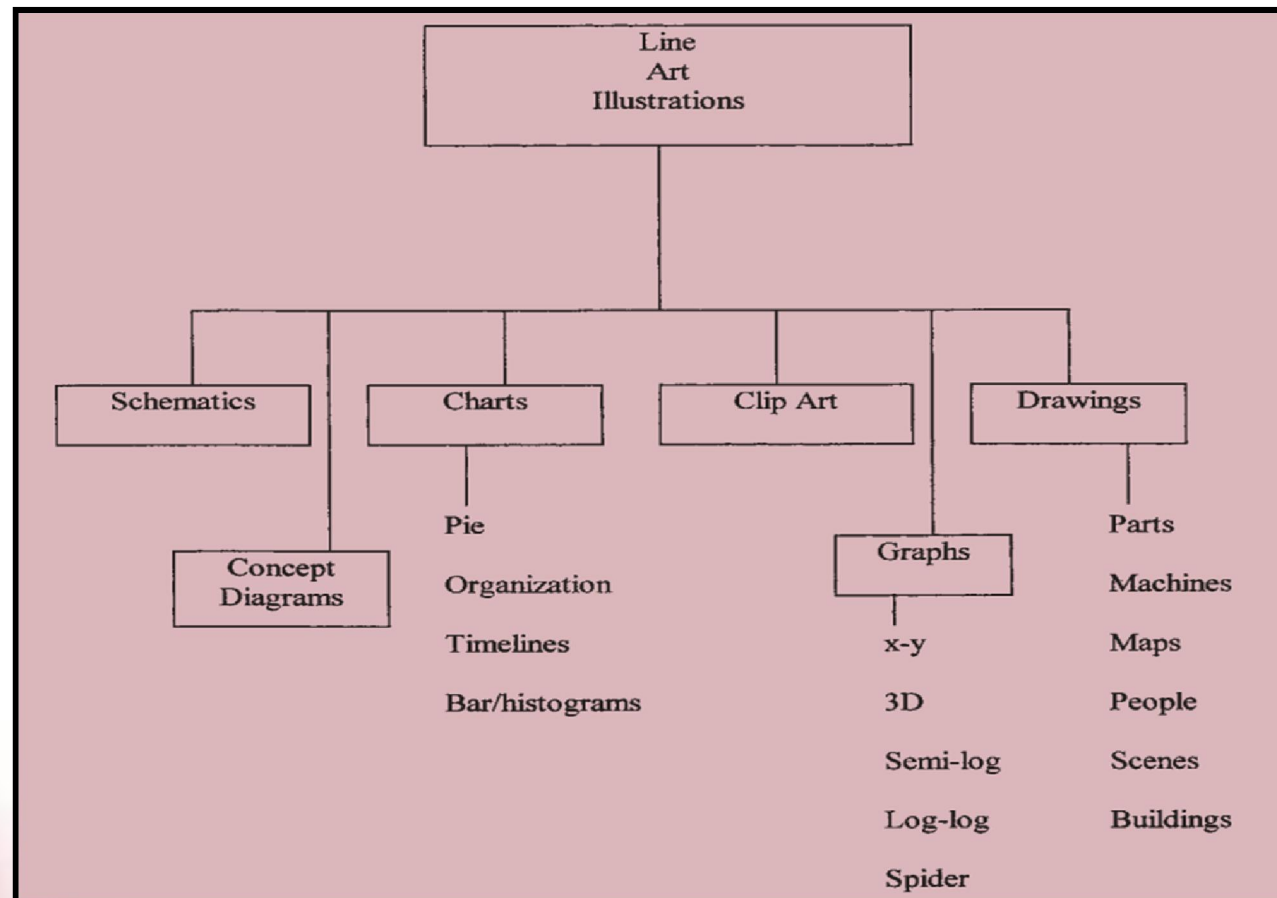 Line
Art
Illustrations
Schematics
Charts
Clip Art
Drawings
Concept
Diagrams
Pie
Organization
Timelines
Bar/histograms
Graphs
x-y
3D
Semi-log
Log-log
Spider
Parts
Machines
Maps
People
Scenes
Buildings